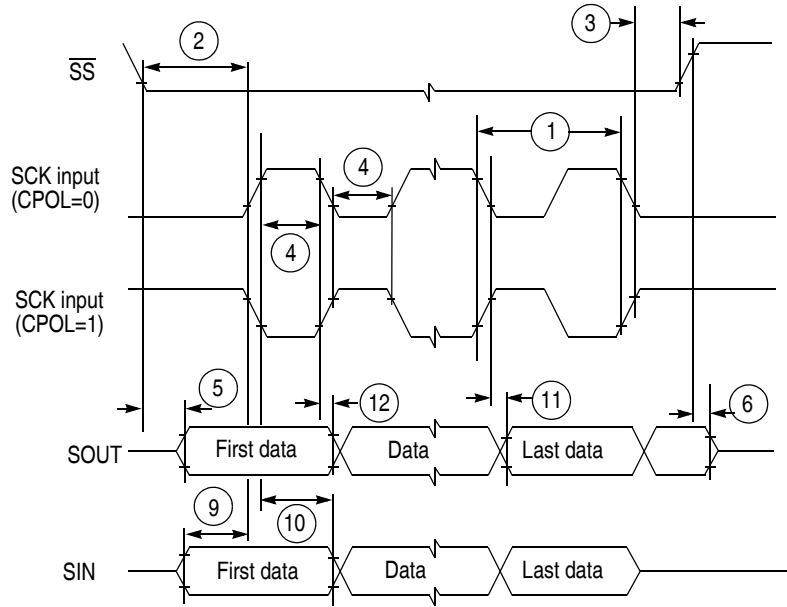 3
2
SS
1
SCK input
(CPOL=0)
4
4
SCK input
(CPOL=1)
5
12
11
6
SOUT
First data
Data
Last data
9
10
SIN
First data
Data
Last data